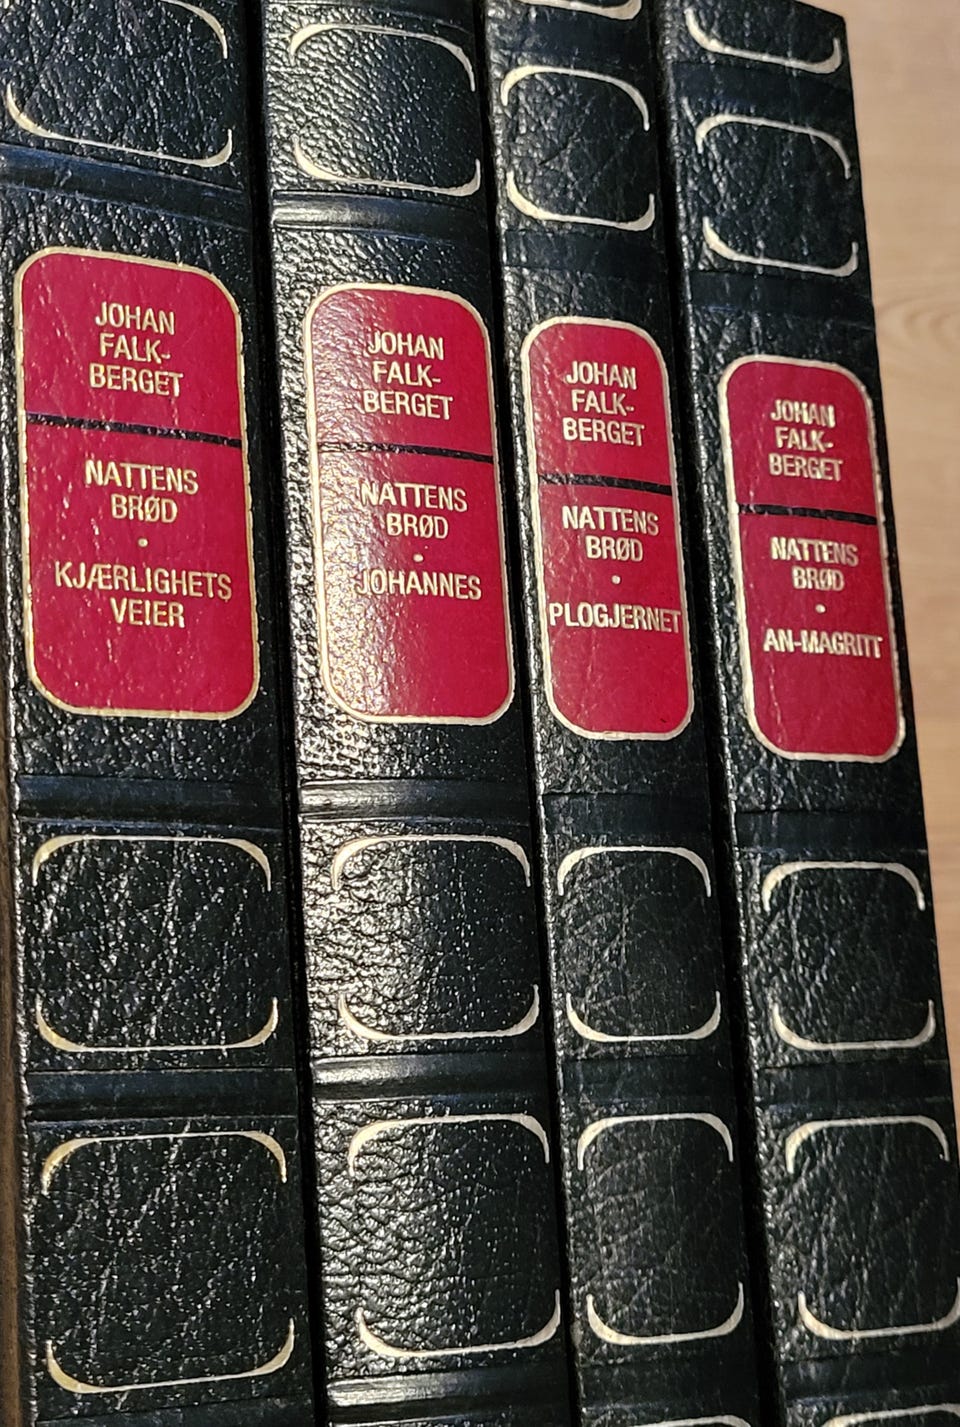 JOHAN
FALK-
BERGET
NATTENS
BRØD
•
KJÆRLIGHETS
VEIER
JOHAN
FALK-
BERGET
NATTENS
BRØD
•
JOHANNES
JOHAN
FALK-
BERGET
NATTENS
BRØD
•
PLOGJERNET
JOHAN
FALK-
BERGET
NATTENS
BRØD
•
AN-MAGRITT